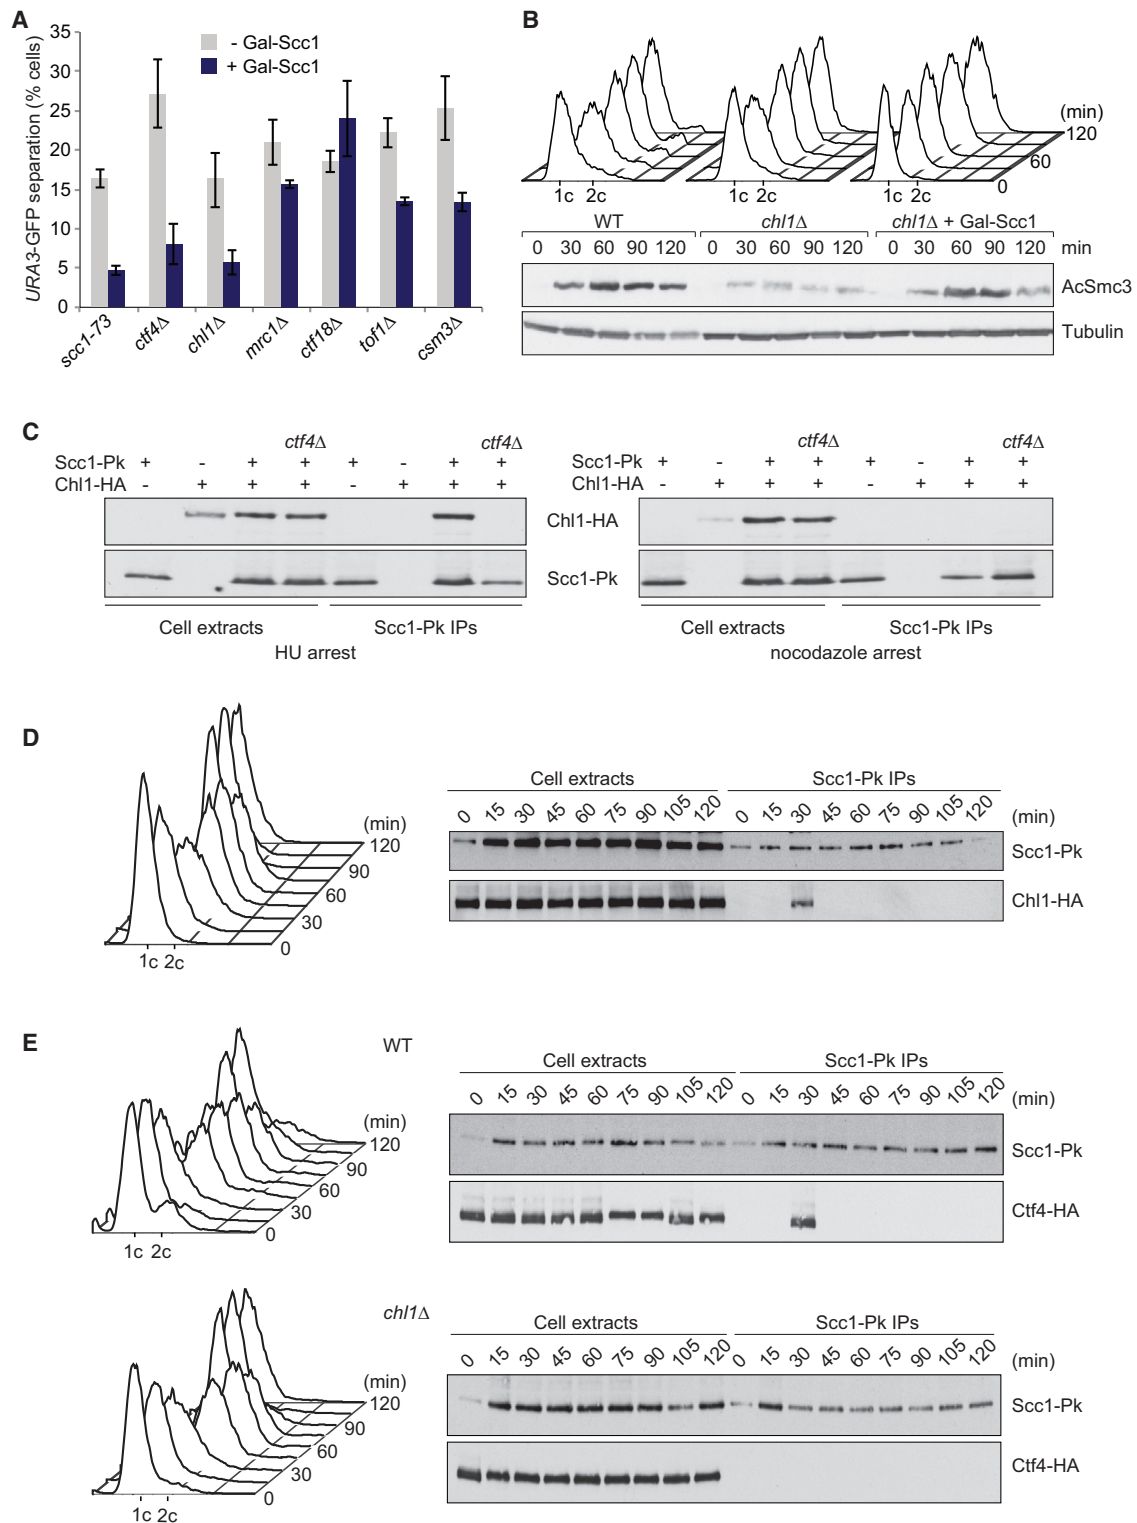 A
URA3-GFP separation (% cells)
35
30
25
20
15
10
5
0
- Gal-Scc1
+ Gal-Scc1
scc1-73
ctf4Δ
chl1Δ
mrc1Δ
ctf18Δ
tof1Δ
csm3Δ
B
(min)
120
60
0
1c 2c 1c 2c 1c 2c
WT chl1Δ chl1Δ + Gal-Scc1
0 30 60 90 120 0 30 60 90 120 0 30 60 90 120 min
AcSmc3
Tubulin
C
ctf4Δ ctf4Δ
Scc1-Pk + - + + + - + +
Chl1-HA - + + + - + + +
Chl1-HA
Scc1-Pk
Cell extracts Scc1-Pk IPs
HU arrest
ctf4Δ ctf4Δ
Scc1-Pk + - + + + - + +
Chl1-HA - + + + - + + +
Cell extracts Scc1-Pk IPs
nocodazole arrest
D
(min)
120
90
60
30
0
1c 2c
Cell extracts Scc1-Pk IPs
0 15 30 45 60 75 90 105 120 0 15 30 45 60 75 90 105 120 (min)
Scc1-Pk
Chl1-HA
E
WT
(min)
120
90
60
30
0
1c 2c
Cell extracts Scc1-Pk IPs
0 15 30 45 60 75 90 105 120 0 15 30 45 60 75 90 105 120 (min)
Scc1-Pk
Ctf4-HA
chl1Δ
(min)
120
90
60
30
0
1c 2c
Cell extracts Scc1-Pk IPs
0 15 30 45 60 75 90 105 120 0 15 30 45 60 75 90 105 120 (min)
Scc1-Pk
Ctf4-HA